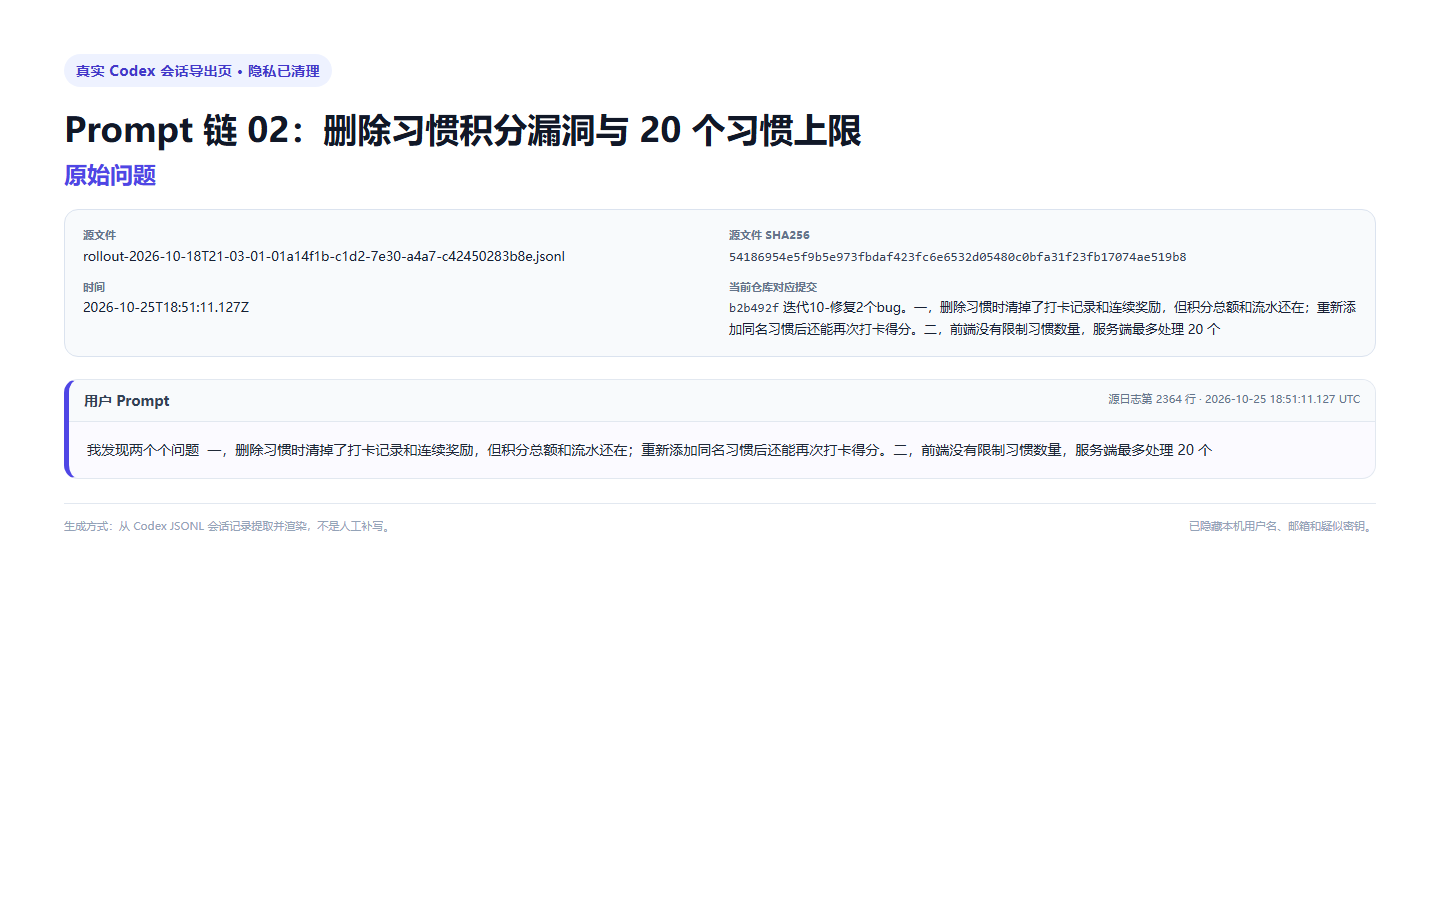 真实 Codex 会话导出页 • 隐私已清理
Prompt 链 02：删除习惯积分漏洞与 20 个习惯上限
原始问题
源文件
rollout-2026-10-18T21-03-01-01a14f1b-c1d2-7e30-a4a7-c42450283b8e.jsonl
源文件 SHA256
54186954e5f9b5e973fbdaf423fc6e6532d05480c0bfa31f23fb17074ae519b8
时间
2026-10-25T18:51:11.127Z
当前仓库对应提交
b2b492f 迭代10-修复2个bug。一，删除习惯时清掉了打卡记录和连续奖励，但积分总额和流水还在；重新添
加同名习惯后还能再次打卡得分。二，前端没有限制习惯数量，服务端最多处理 20 个
用户 Prompt
源日志第 2364 行 · 2026-10-25 18:51:11.127 UTC
我发现两个个问题 一，删除习惯时清掉了打卡记录和连续奖励，但积分总额和流水还在；重新添加同名习惯后还能再次打卡得分。二，前端没有限制习惯数量，服务端最多处理 20 个
生成方式：从 Codex JSONL 会话记录提取并渲染，不是人工补写。
已隐藏本机用户名、邮箱和疑似密钥。